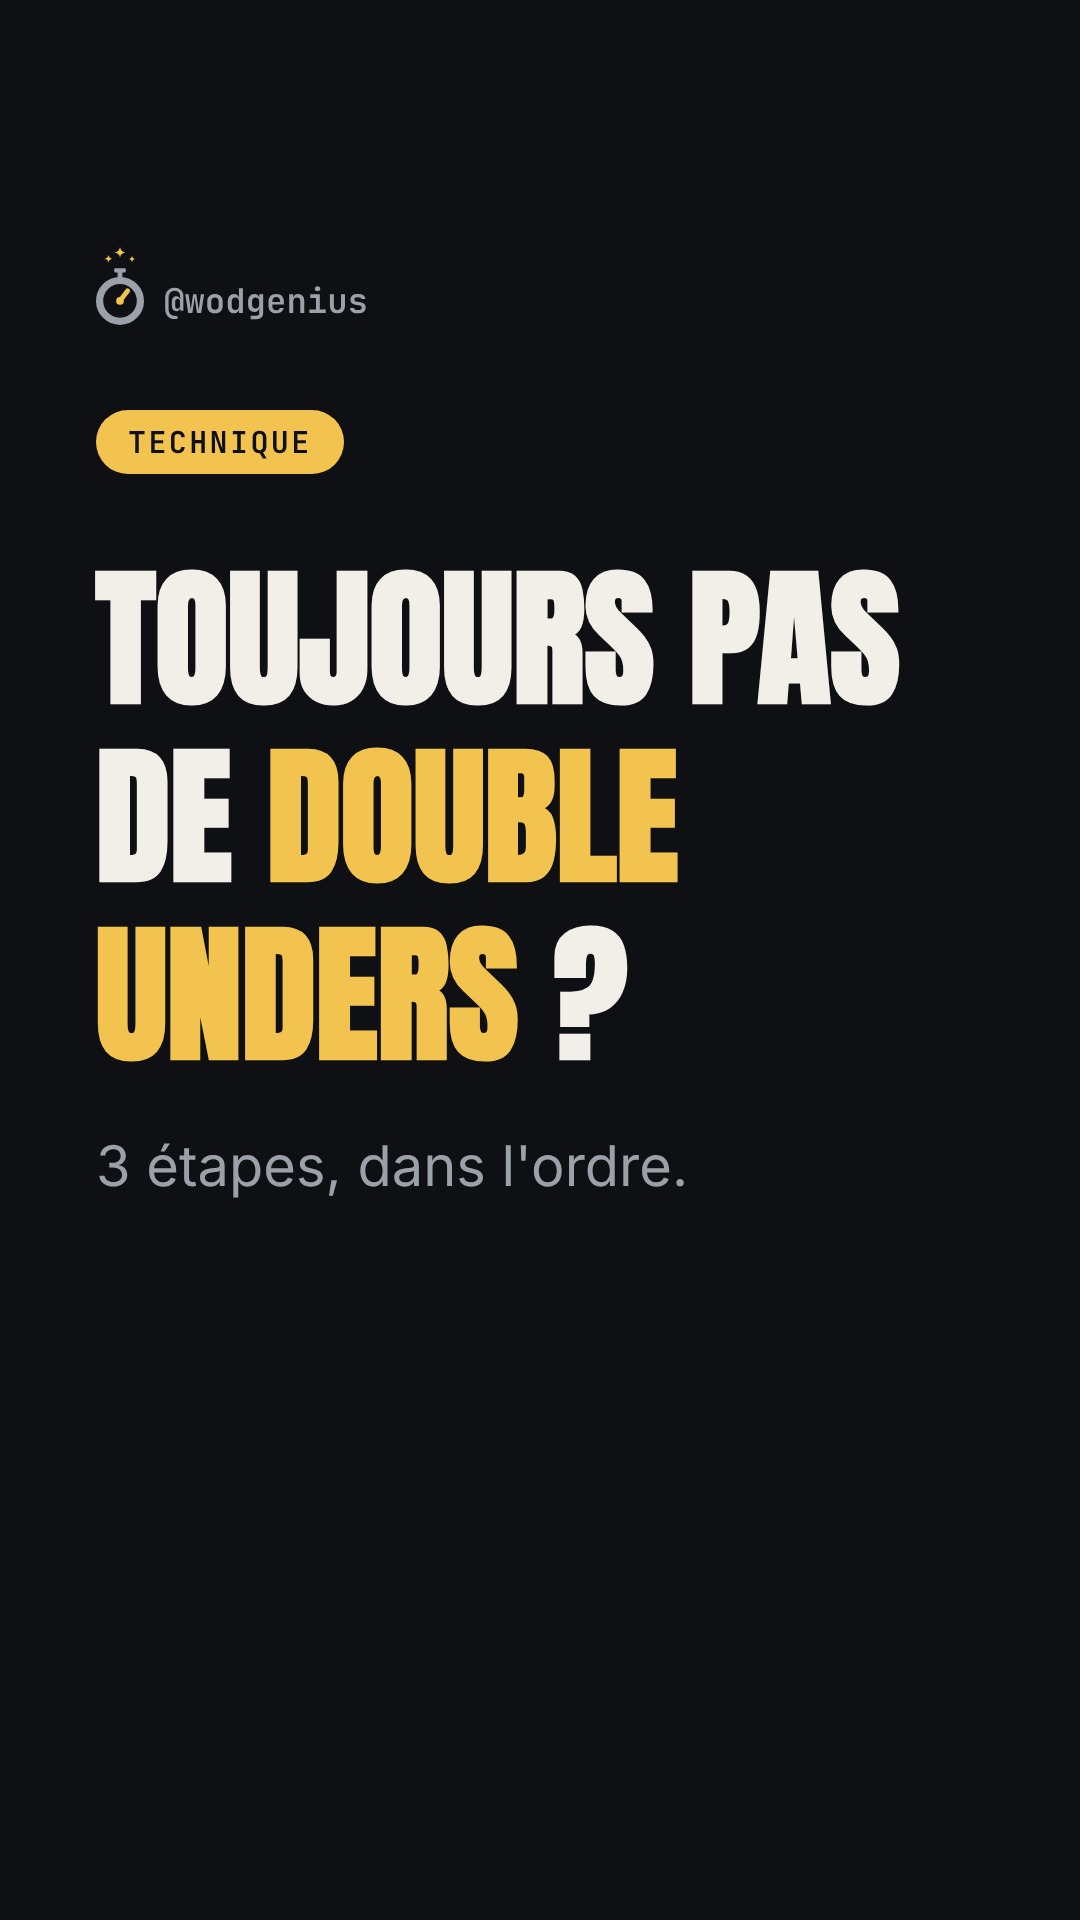 @wodgenius
TECHNIQUE
TOUJOURS PAS
DE DOUBLE
UNDERS ?
3 étapes, dans l'ordre.